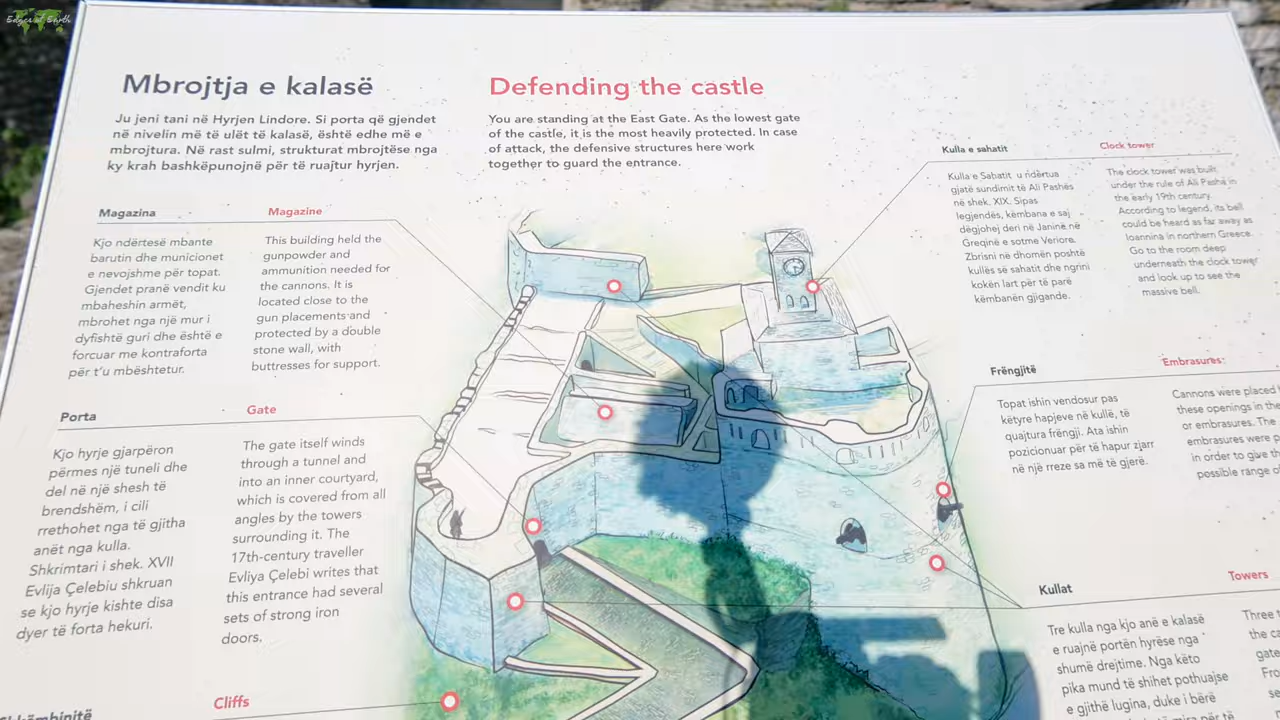 Edges of Earth
Mbrojtja e kalasë
Ju jeni tani në Hyrjen Lindore. Si porta që gjendet
në nivelin më të ulët të kalasë, është edhe më e
mbrojtura. Në rast sulmi, strukturat mbrojtëse nga
ky krah bashkëpunojnë për të ruajtur hyrjen.
Defending the castle
You are standing at the East Gate. As the lowest gate
of the castle, it is the most heavily protected. In case
of attack, the defensive structures here work
together to guard the entrance.
Magazina
Kjo ndërtesë mbante
barutin dhe municionet
e nevojshme për topat.
Gjendet pranë vendit ku
mbaheshin armët,
mbrohet nga një mur i
dyfishtë guri dhe është e
forcuar me kontraforta
për t'u mbështetur.
Magazine
This building held the
gunpowder and
ammunition needed for
the cannons. It is
located close to the
gun placements and
protected by a double
stone wall, with
buttresses for support.
Porta
Kjo hyrje gjarpëron
përmes një tuneli dhe
del në një shesh të
brendshëm, i cili
rrethohet nga të gjitha
anët nga kulla.
Shkrimtari i shek. XVII
Evlija Çelebiu shkruan
se kjo hyrje kishte disa
dyer të forta hekuri.
Gate
The gate itself winds
through a tunnel and
into an inner courtyard,
which is covered from all
angles by the towers
surrounding it. The
17th-century traveller
Evliya Çelebi writes that
this entrance had several
sets of strong iron
doors.
Shkëmbinjtë
Cliffs
Kulla e sahatit
Kulla e Sahatit u ndërtua
gjatë sundimit të Ali Pashës
në shek. XIX. Sipas
legjendës, këmbana e saj
dëgjohej deri në Janinë në
Greqinë e sotme Veriore.
Zbrisni në dhomën poshtë
kullës së sahatit dhe ngrini
kokën lart për të parë
këmbanën gjigande.
Clock tower
The clock tower was built
under the rule of Ali Pasha in
the early 19th century.
According to legend, its bell
could be heard as far away as
Ioannina in northern Greece.
Go to the room deep
underneath the clock tower
and look up to see the
massive bell.
Frëngjitë
Topat ishin vendosur pas
këtyre hapjeve në kullë, të
quajtura frëngji. Ata ishin
pozicionuar për të hapur zjarr
në një rreze sa më të gjerë.
Embrasures
Cannons were placed
these openings in the
or embrasures. The
embrasures were
in order to give the
possible range
Kullat
Tre kulla nga kjo anë e kalasë
e ruajnë portën hyrëse nga
shumë drejtime. Nga këto
pika mund të shihet pothuajse
e gjithë lugina, duke i bërë
Towers
Three
the
gate